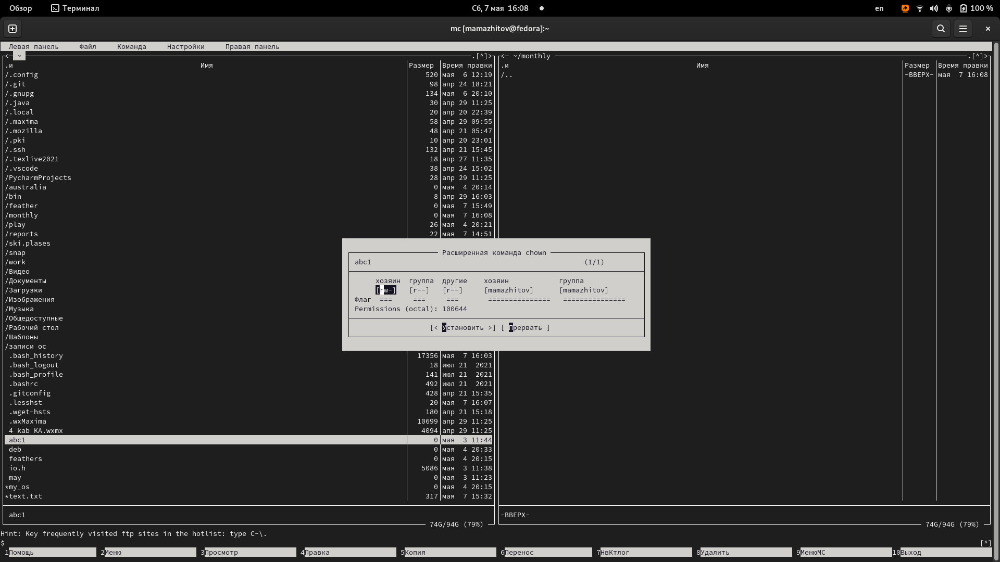 Обзор Терминал Сб, 7 мая 16:08 en 100 %
mc [mamazhitov@fedora]:~
Левая панель Файл Команда Настройки Правая панель
<- ~ .[^]> <- ~/monthly .[^]>
.и Имя Размер Время правки .и Имя Размер Время правки
/.config 520 мая 6 12:19 /.. -ВВЕРХ- мая 7 16:08
/.git 98 апр 24 18:21
/.gnupg 134 мая 6 20:10
/.java 30 апр 29 11:25
/.local 20 апр 20 22:39
/.maxima 58 апр 29 09:55
/.mozilla 48 апр 21 05:47
/.pki 10 апр 20 23:01
/.ssh 132 апр 21 15:45
/.texlive2021 18 апр 27 11:35
/.vscode 38 апр 24 15:02
/PycharmProjects 28 апр 29 11:25
/australia 0 мая 4 20:14
/bin 8 апр 29 16:03
/feather 0 мая 7 15:49
/monthly 0 мая 7 16:08
/play 26 мая 4 20:21
/reports 22 мая 7 14:51
/ski.plases
/snap
/work
/Видео
/Документы
/Загрузки
/Изображения
/Музыка
/Общедоступные
/Рабочий стол
/Шаблоны
/записи ос
Расширенная команда chown
abc1 (1/1)
хозяин группа другие хозяин группа
[rw-] [r--] [r--] [mamazhitov] [mamazhitov]
Флаг === === === =============== ===============
Permissions (octal): 100644
[< Установить >] [ Прервать ]
.bash_history 17356 мая 7 16:03
.bash_logout 18 июл 21 2021
.bash_profile 141 июл 21 2021
.bashrc 492 июл 21 2021
.gitconfig 428 апр 21 15:35
.lesshst 20 мая 7 16:07
.wget-hsts 180 апр 21 15:18
.wxMaxima 10699 апр 29 11:25
4 kab KA.wxmx 4094 апр 29 11:25
abc1 0 мая 3 11:44
deb 0 мая 4 20:33
feathers 0 мая 4 20:15
io.h 5086 мая 3 11:38
may 0 мая 3 11:23
*my_os 0 мая 4 20:15
*text.txt 317 мая 7 15:32
abc1 -ВВЕРХ-
74G/94G (79%) 74G/94G (79%)
Hint: Key frequently visited ftp sites in the hotlist: type C-\.
$ [^]
1Помощь 2Меню 3Просмотр 4Правка 5Копия 6Перенос 7НвКтлог 8Удалить 9МенюМС 10Выход